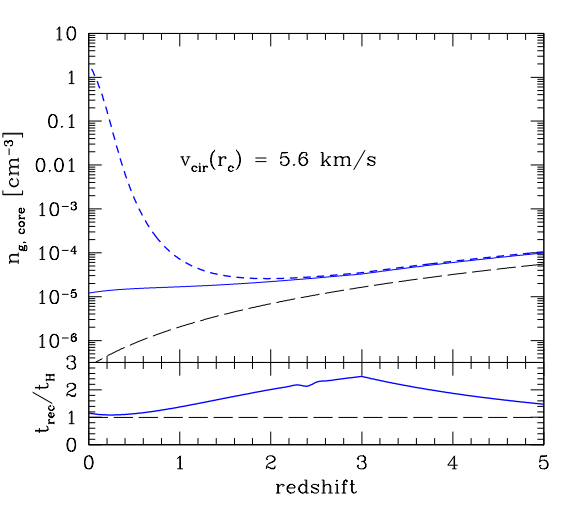 10
1
0.1
0.01
10⁻³
10⁻⁴
10⁻⁵
10⁻⁶
n_g, core [cm⁻³]
v_cir(r_c) = 5.6 km/s
3
2
1
0
t_rec/t_H
0 1 2 3 4 5
redshift